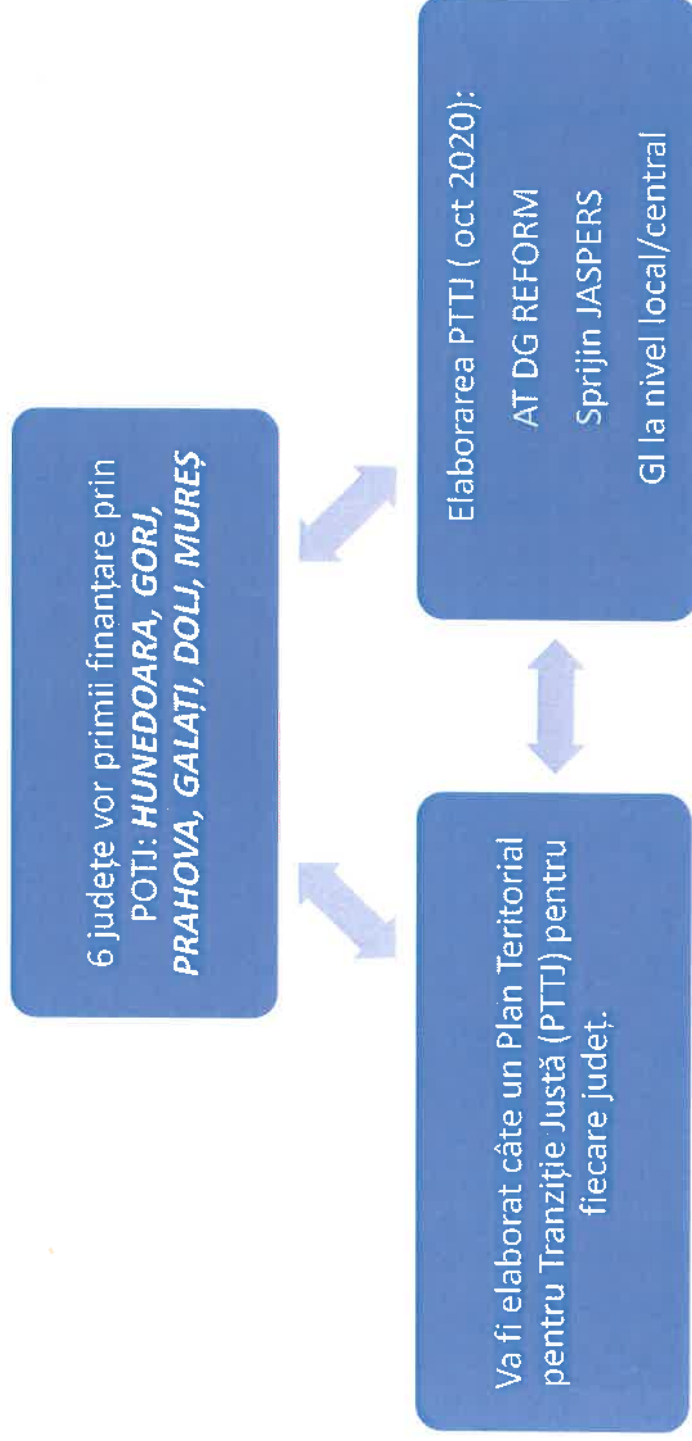 6 județe vor primii finanțare prin
POTJ: HUNEDOARA, GORJ,
PRAHOVA, GALAȚI, DOLJ, MUREȘ
Va fi elaborat câte un Plan Teritorial
pentru Tranziție Justă (PTTJ) pentru
fiecare județ.
Elaborarea PTTJ ( oct 2020):
AT DG REFORM
Sprijin JASPERS
GI la nivel local/central